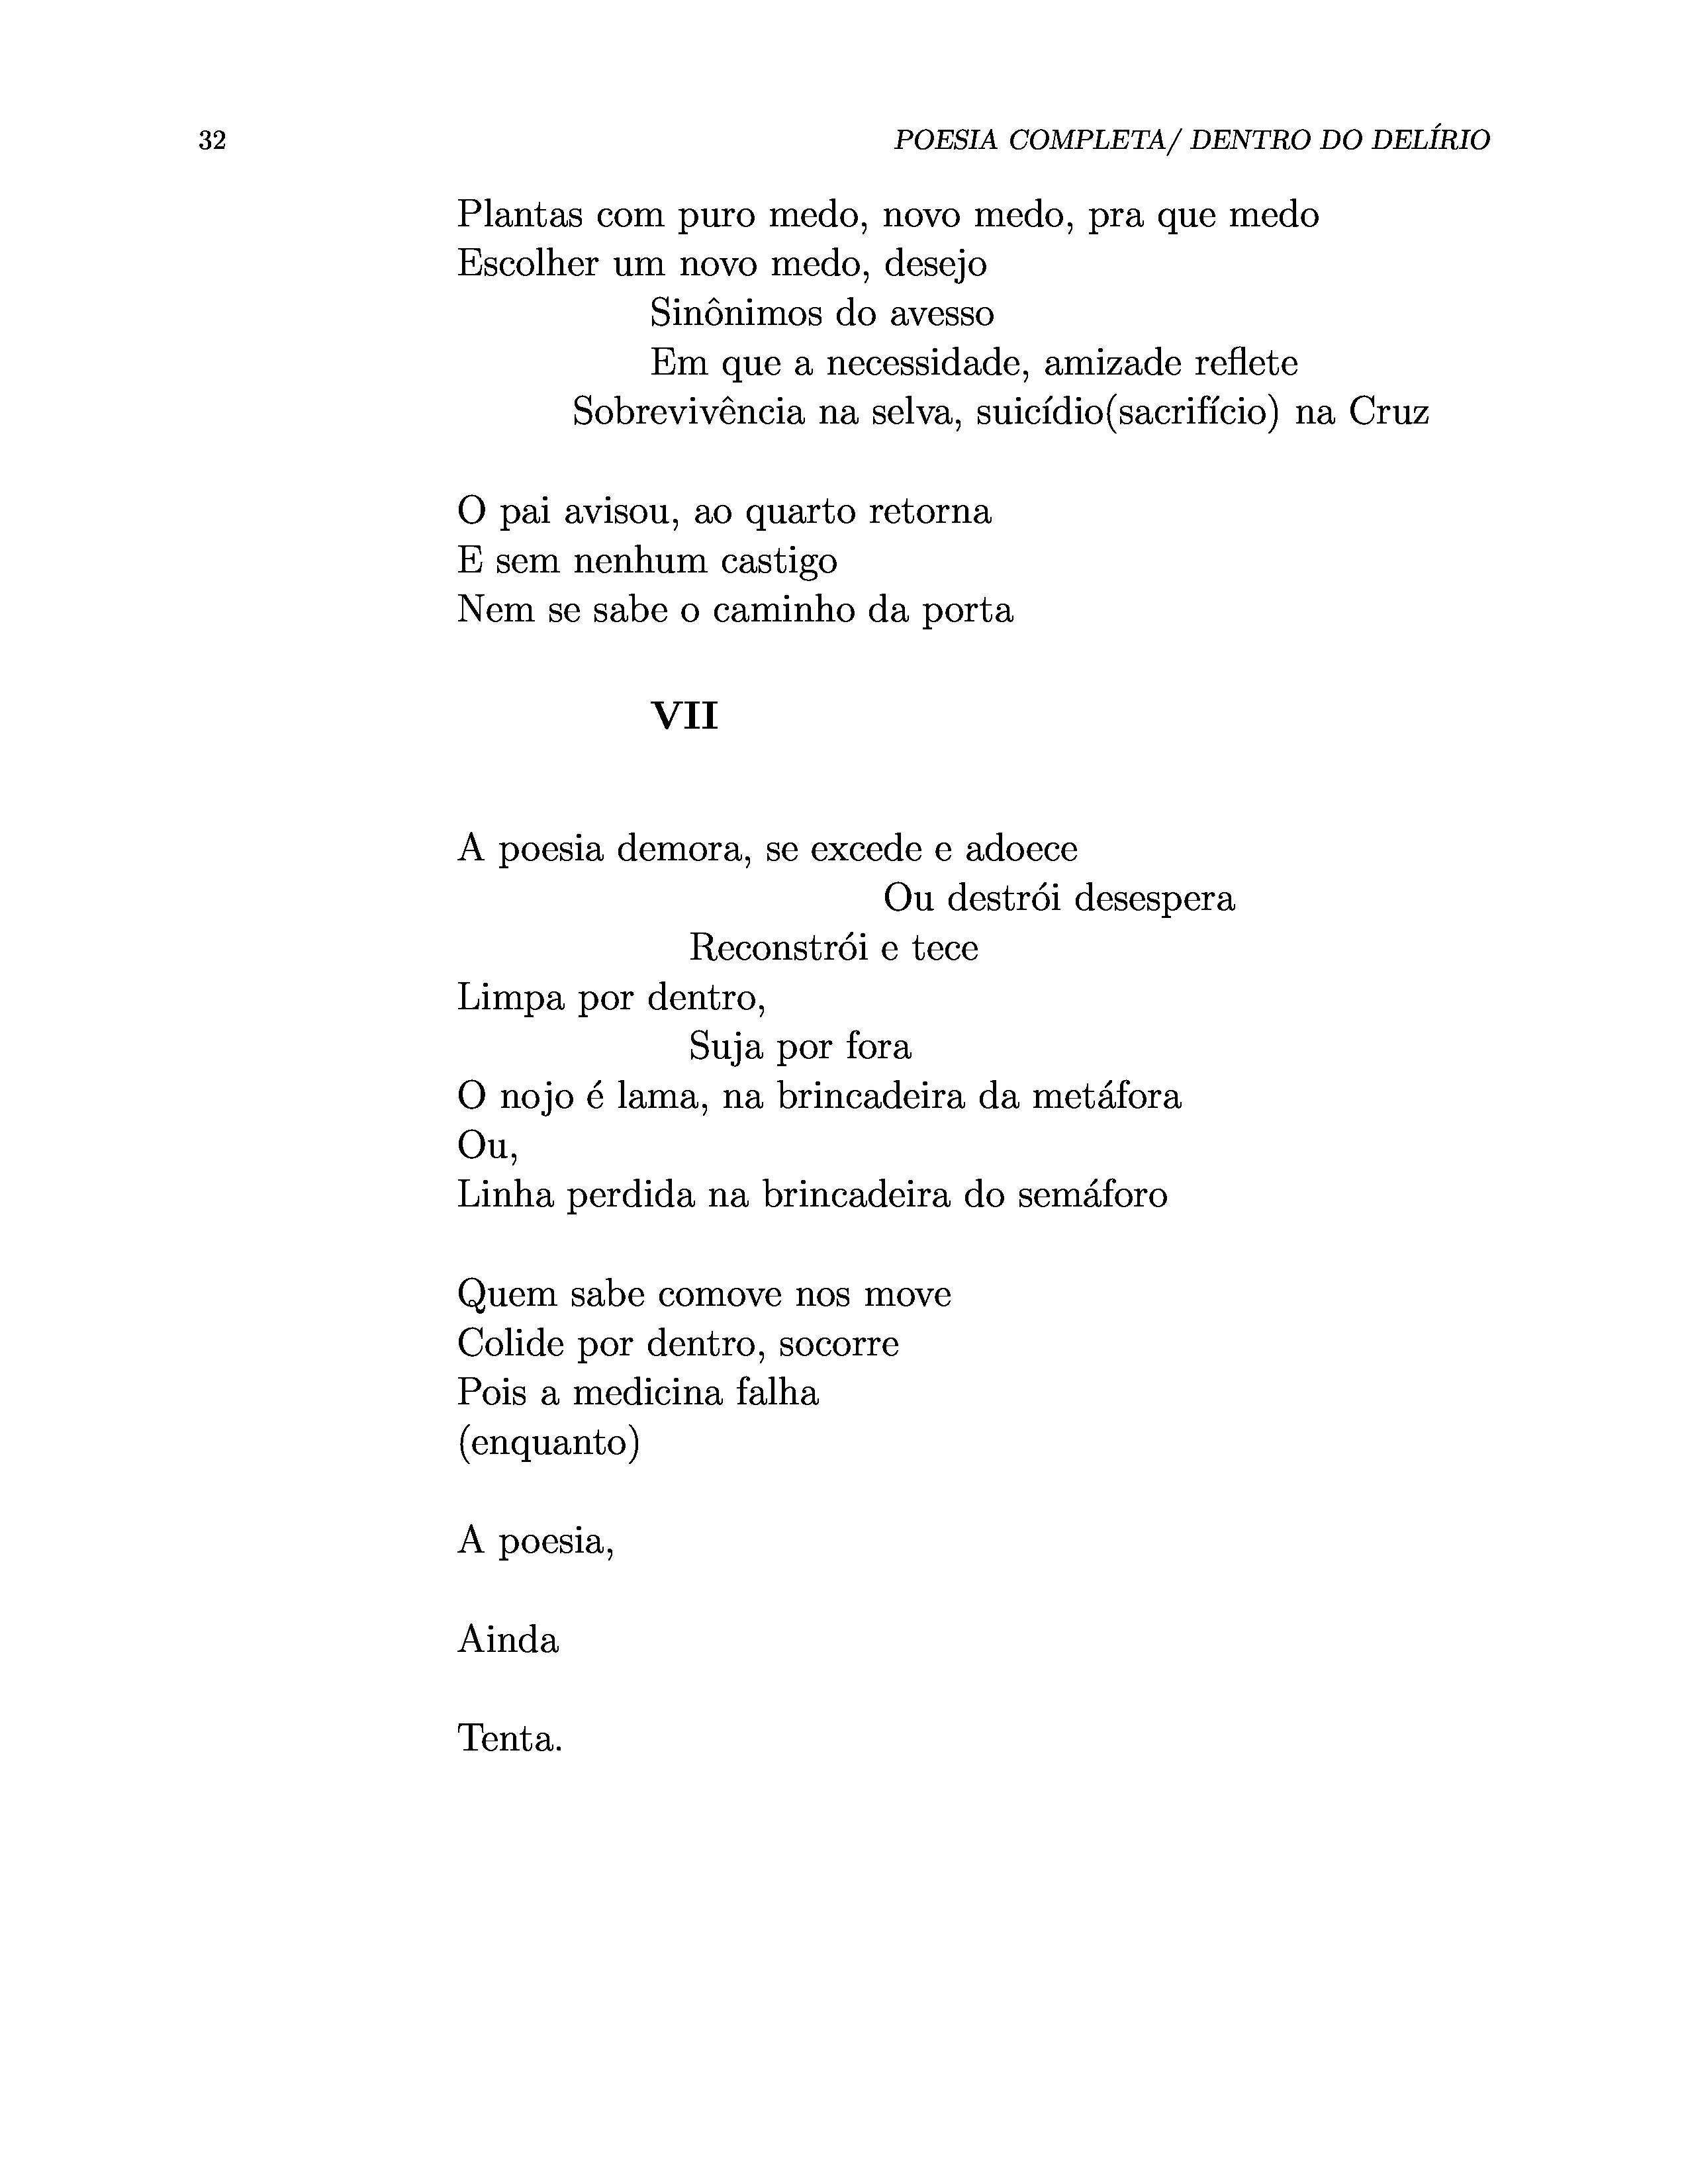 32 POESIA COMPLETA/ DENTRO DO DELÍRIO
Plantas com puro medo, novo medo, pra que medo
Escolher um novo medo, desejo
Sinônimos do avesso
Em que a necessidade, amizade reflete
Sobrevivência na selva, suicídio(sacrifício) na Cruz
O pai avisou, ao quarto retorna
E sem nenhum castigo
Nem se sabe o caminho da porta
VII
A poesia demora, se excede e adoece
Ou destrói desespera
Reconstrói e tece
Limpa por dentro,
Suja por fora
O nojo é lama, na brincadeira da metáfora
Ou,
Linha perdida na brincadeira do semáforo
Quem sabe comove nos move
Colide por dentro, socorre
Pois a medicina falha
(enquanto)
A poesia,
Ainda
Tenta.